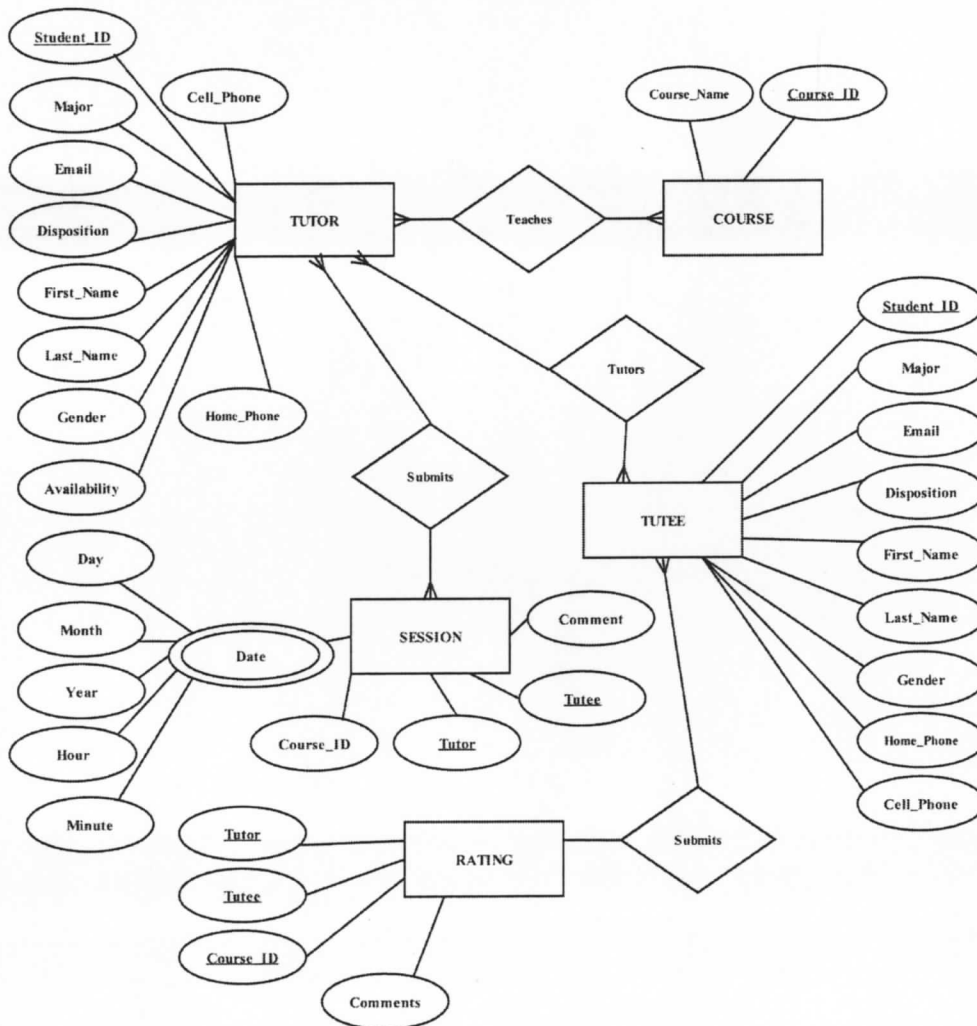 Student_ID
Cell_Phone
Major
Email
Disposition
First_Name
Last_Name
Gender
Availability
Home_Phone
TUTOR
Teaches
Course_Name
Course_ID
COURSE
Submits
Tutors
Student_ID
Major
Email
Disposition
First_Name
Last_Name
Gender
Home_Phone
Cell_Phone
TUTEE
Day
Month
Year
Hour
Minute
Date
SESSION
Comment
Tutee
Tutor
Course_ID
Tutor
Tutee
Course_ID
Comments
RATING
Submits